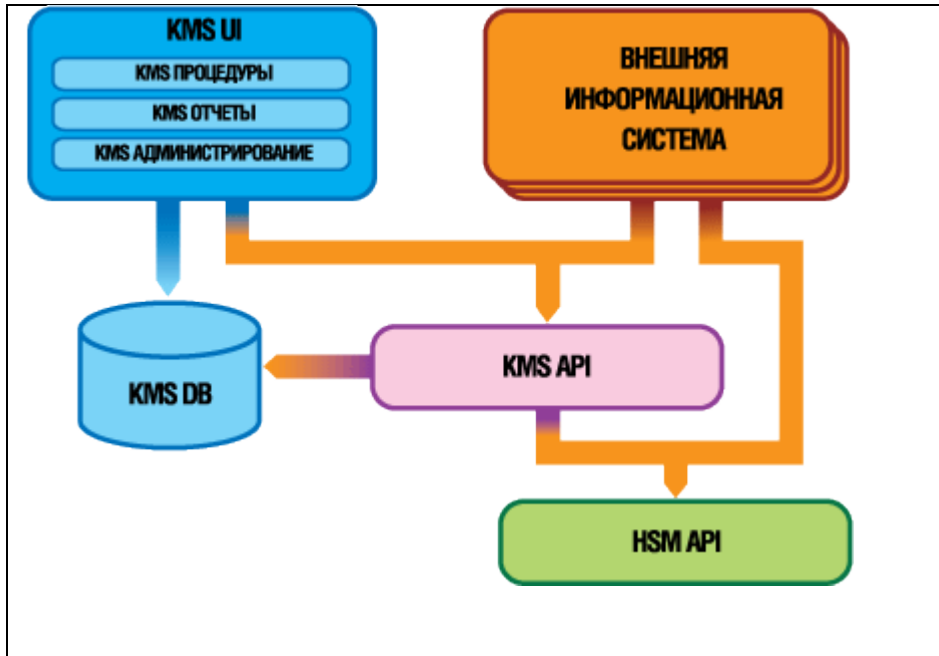 KMS UI
KMS ПРОЦЕДУРЫ
KMS ОТЧЕТЫ
KMS АДМИНИСТРИРОВАНИЕ
ВНЕШНЯЯ
ИНФОРМАЦИОННАЯ
СИСТЕМА
KMS DB
KMS API
HSM API